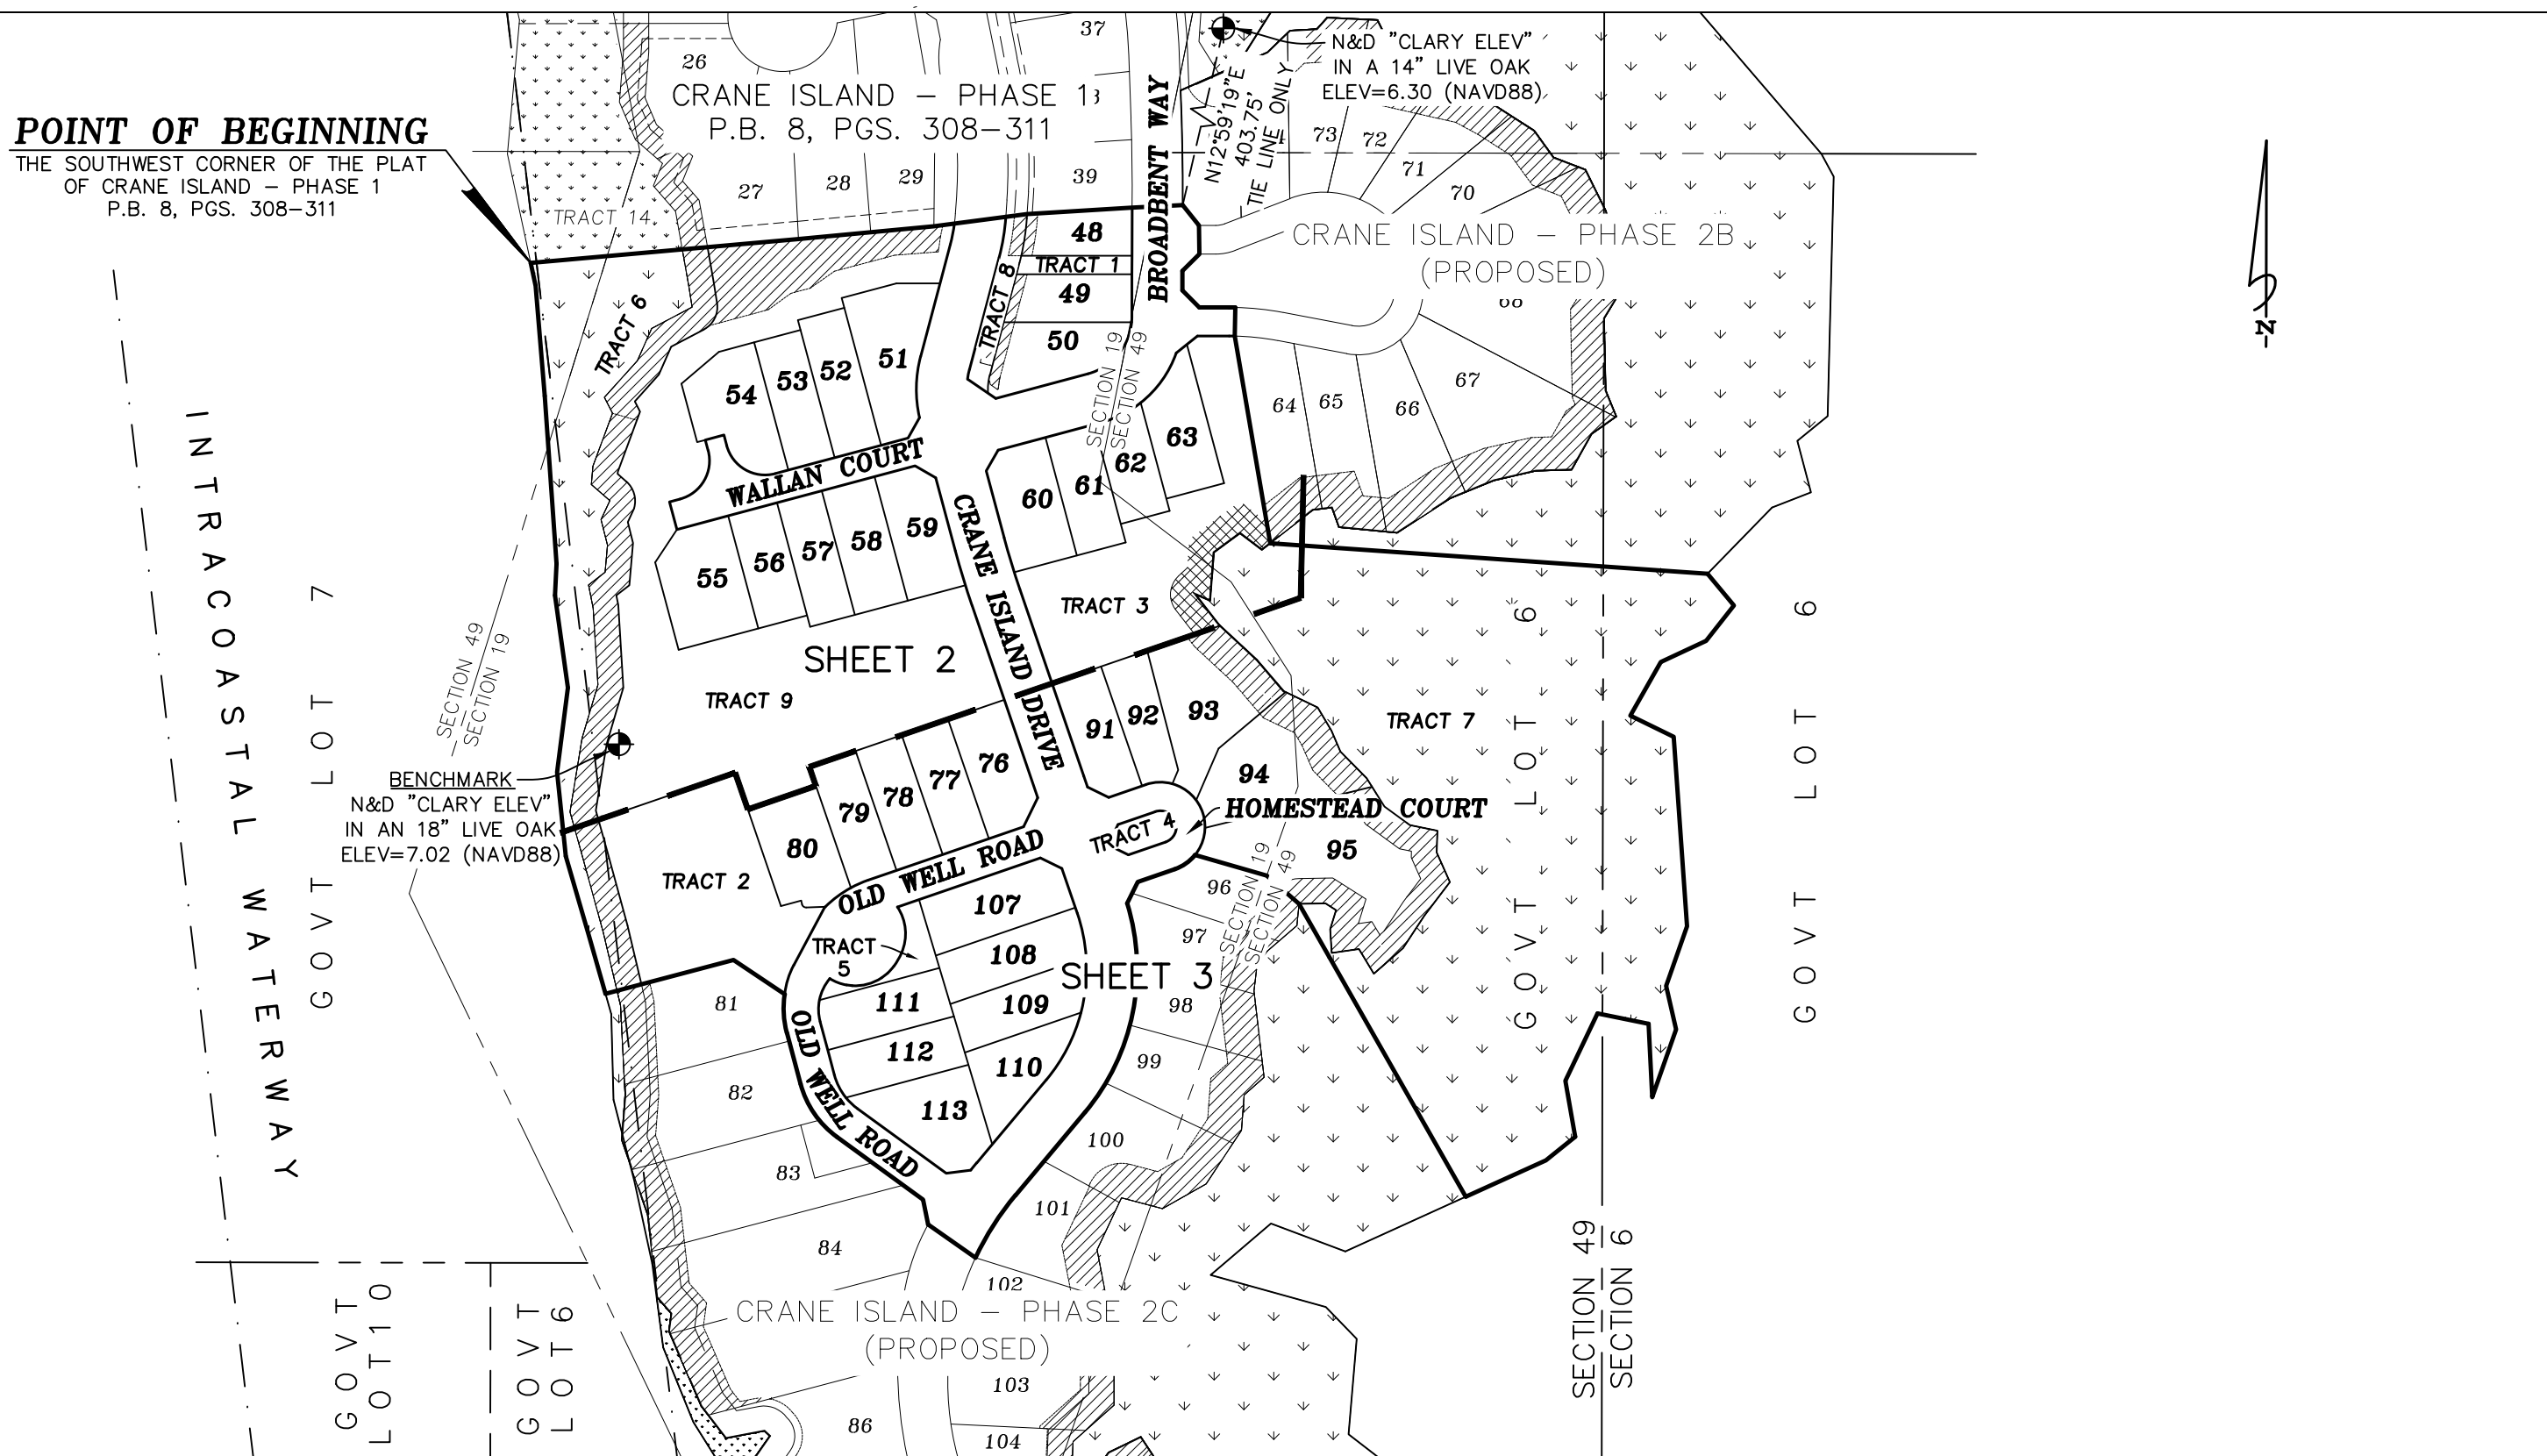 26
37
CRANE ISLAND – PHASE 1
P.B. 8, PGS. 308–311
N&D "CLARY ELEV"
IN A 14" LIVE OAK
ELEV=6.30 (NAVD88)
POINT OF BEGINNING
THE SOUTHWEST CORNER OF THE PLAT
OF CRANE ISLAND – PHASE 1
P.B. 8, PGS. 308–311
N12°59'19"E
403.75'
TIE LINE ONLY
BROADBENT WAY
27
28
29
39
73
72
71
70
TRACT 14
48
TRACT 1
49
50
TRACT 8
CRANE ISLAND – PHASE 2B
(PROPOSED)
68
TRACT 6
N
54
53
52
51
SECTION 19
SECTION 49
64
65
66
67
WALLAN COURT
60
61
62
63
55
56
57
58
59
CRANE ISLAND DRIVE
TRACT 3
INTRACOASTAL WATERWAY
GOVT LOT 7
SECTION 49
SECTION 19
SHEET 2
TRACT 9
91
92
93
94
TRACT 7
GOVT LOT 6
GOVT LOT 6
BENCHMARK
N&D "CLARY ELEV"
IN AN 18" LIVE OAK
ELEV=7.02 (NAVD88)
80
79
78
77
76
TRACT 4
HOMESTEAD COURT
95
TRACT 2
OLD WELL ROAD
96
SECTION 19
SECTION 49
107
108
109
110
TRACT
5
111
112
113
SHEET 3
97
98
99
100
101
102
81
82
83
84
OLD WELL ROAD
SECTION 49
SECTION 6
GOVT
LOT10
GOVT
LOT6
CRANE ISLAND – PHASE 2C
(PROPOSED)
103
86
104